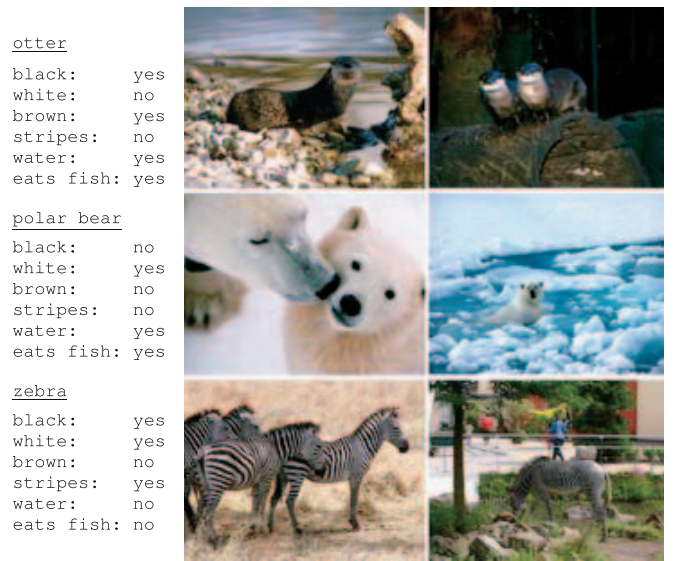 otter
black: yes
white: no
brown: yes
stripes: no
water: yes
eats fish: yes
polar bear
black: no
white: yes
brown: no
stripes: no
water: yes
eats fish: yes
zebra
black: yes
white: yes
brown: no
stripes: yes
water: no
eats fish: no